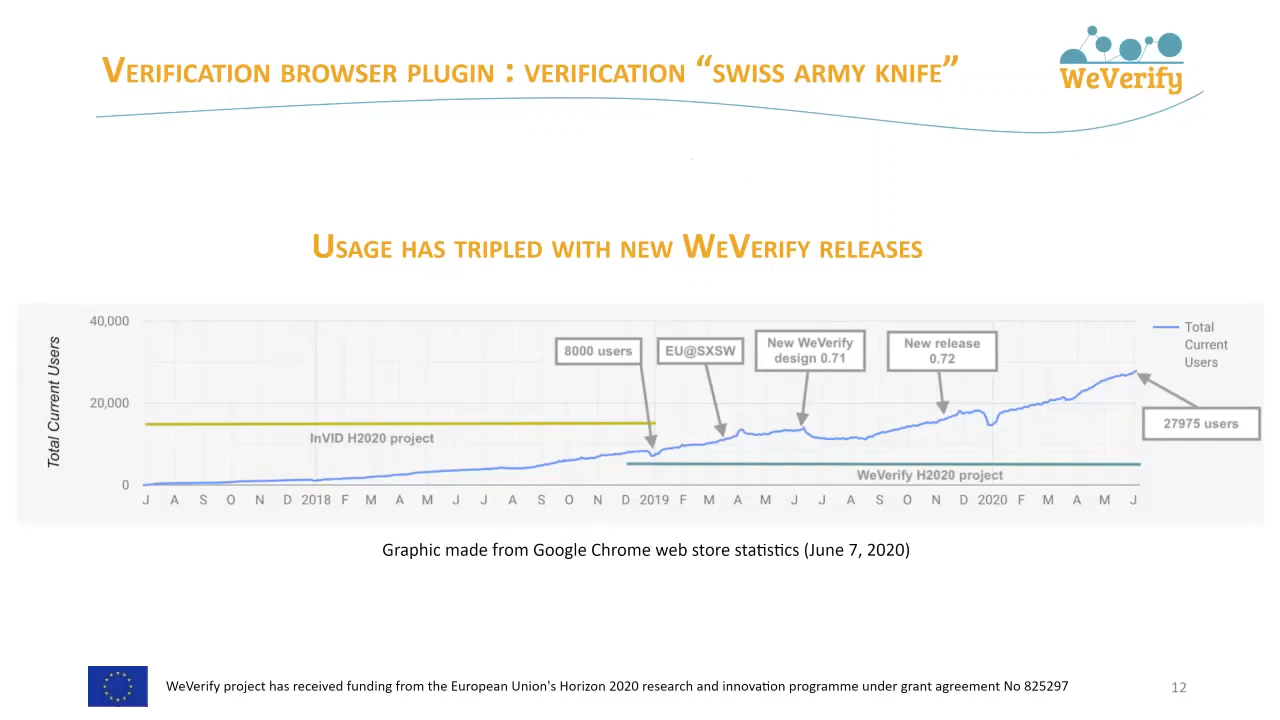 VERIFICATION BROWSER PLUGIN : VERIFICATION “SWISS ARMY KNIFE”
WeVerify
USAGE HAS TRIPLED WITH NEW WEVERIFY RELEASES
Total Current Users
40,000
20,000
0
8000 users
EU@SXSW
New WeVerify
design 0.71
New release
0.72
Total
Current
Users
27975 users
InVID H2020 project
WeVerify H2020 project
J A S O N D 2018 F M A M J J A S O N D 2019 F M A M J J A S O N D 2020 F M A M J
Graphic made from Google Chrome web store statistics (June 7, 2020)
WeVerify project has received funding from the European Union's Horizon 2020 research and innovation programme under grant agreement No 825297
12